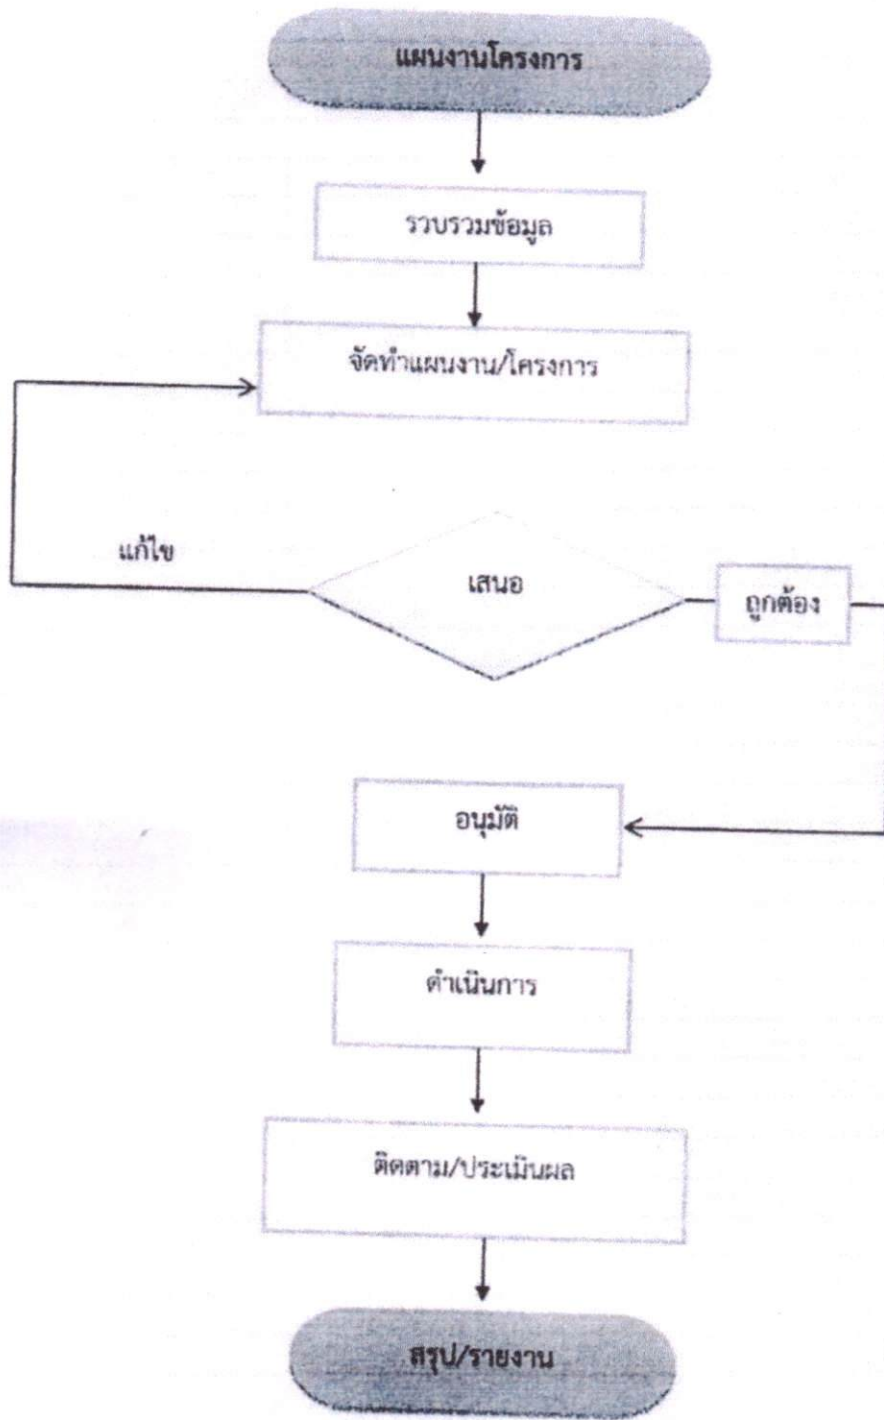 แผนงานโครงการ
รวบรวมข้อมูล
จัดทำแผนงาน/โครงการ
แก้ไข
เสนอ
ถูกต้อง
อนุมัติ
ดำเนินการ
ติดตาม/ประเมินผล
สรุป/รายงาน